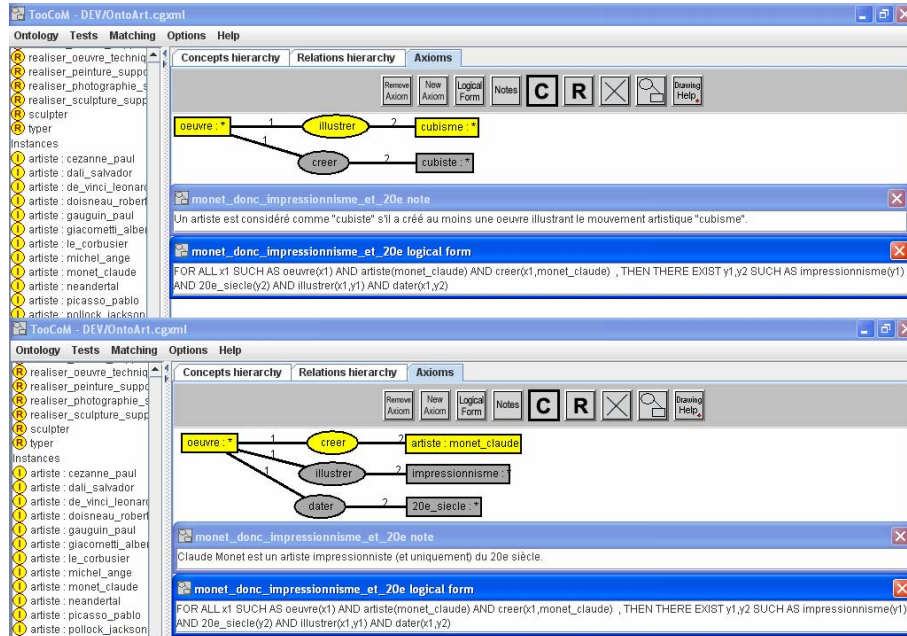 TooCoM - DEV/OntoArt.cgxml
Ontology Tests Matching Options Help
R realiser_oeuvre_techniq
R realiser_peinture_suppo
R realiser_photographie_s
R realiser_sculpture_supp
R sculpter
R typer
Instances
I artiste : cezanne_paul
I artiste : dali_salvador
I artiste : de_vinci_leonard
I artiste : doisneau_robert
I artiste : gauguin_paul
I artiste : giacometti_alber
I artiste : le_corbusier
I artiste : michel_ange
I artiste : monet_claude
I artiste : neandertal
I artiste : picasso_pablo
I artiste : pollock_jackson
Concepts hierarchy Relations hierarchy Axioms
Remove Axiom New Axiom Logical Form Notes C R Drawing Help
oeuvre : * 1 illustrer 2 cubisme : *
1 creer 2 cubiste : *
monet_donc_impressionnisme_et_20e note
Un artiste est considéré comme "cubiste" s'il a créé au moins une oeuvre illustrant le mouvement artistique "cubisme".
monet_donc_impressionnisme_et_20e logical form
FOR ALL x1 SUCH AS oeuvre(x1) AND artiste(monet_claude) AND creer(x1,monet_claude) , THEN THERE EXIST y1,y2 SUCH AS impressionnisme(y1)
AND 20e_siecle(y2) AND illustrer(x1,y1) AND dater(x1,y2)
TooCoM - DEV/OntoArt.cgxml
Ontology Tests Matching Options Help
R realiser_oeuvre_techniq
R realiser_peinture_suppo
R realiser_photographie_s
R realiser_sculpture_supp
R sculpter
R typer
Instances
I artiste : cezanne_paul
I artiste : dali_salvador
I artiste : de_vinci_leonard
I artiste : doisneau_robert
I artiste : gauguin_paul
I artiste : giacometti_alber
I artiste : le_corbusier
I artiste : michel_ange
I artiste : monet_claude
I artiste : neandertal
I artiste : picasso_pablo
I artiste : pollock_jackson
Concepts hierarchy Relations hierarchy Axioms
Remove Axiom New Axiom Logical Form Notes C R Drawing Help
oeuvre : * 1 creer 2 artiste : monet_claude
1 illustrer 2 impressionnisme : *
1 dater 2 20e_siecle : *
monet_donc_impressionnisme_et_20e note
Claude Monet est un artiste impressionniste (et uniquement) du 20e siècle.
monet_donc_impressionnisme_et_20e logical form
FOR ALL x1 SUCH AS oeuvre(x1) AND artiste(monet_claude) AND creer(x1,monet_claude) , THEN THERE EXIST y1,y2 SUCH AS impressionnisme(y1)
AND 20e_siecle(y2) AND illustrer(x1,y1) AND dater(x1,y2)